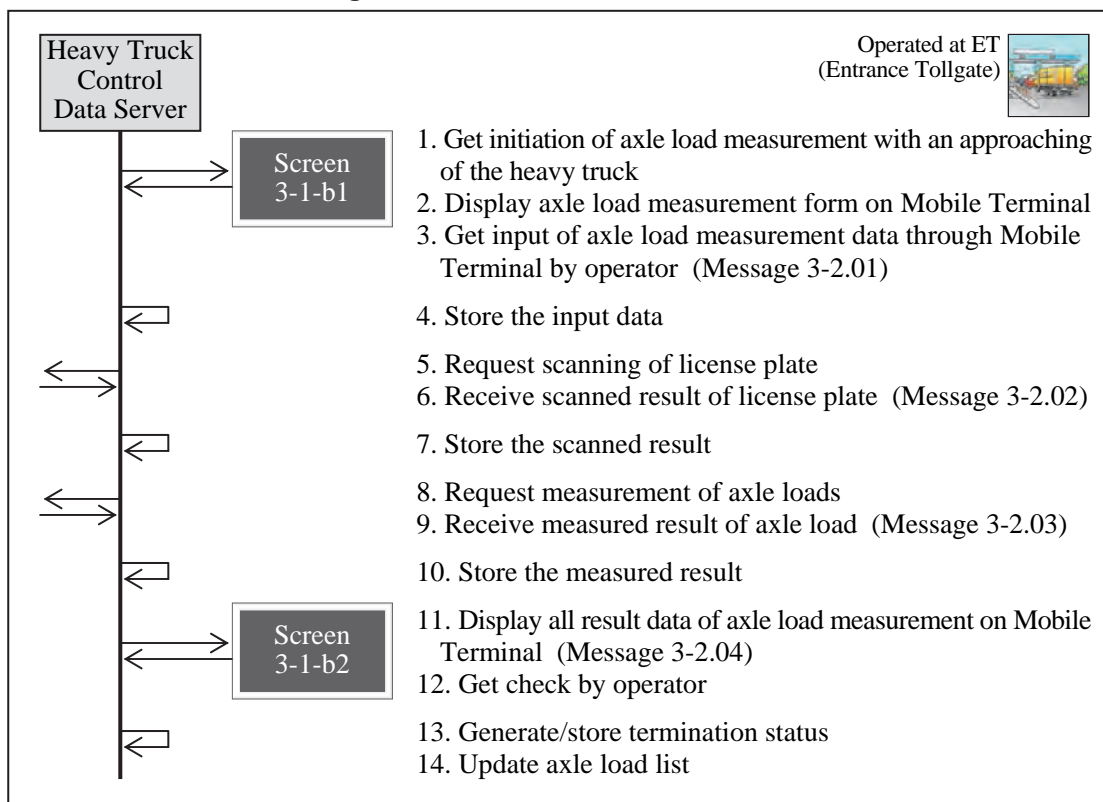 Heavy Truck
Control
Data Server
Operated at ET
(Entrance Tollgate)
Screen
3-1-b1
1. Get initiation of axle load measurement with an approaching
of the heavy truck
2. Display axle load measurement form on Mobile Terminal
3. Get input of axle load measurement data through Mobile
Terminal by operator (Message 3-2.01)
4. Store the input data
5. Request scanning of license plate
6. Receive scanned result of license plate (Message 3-2.02)
7. Store the scanned result
8. Request measurement of axle loads
9. Receive measured result of axle load (Message 3-2.03)
10. Store the measured result
Screen
3-1-b2
11. Display all result data of axle load measurement on Mobile
Terminal (Message 3-2.04)
12. Get check by operator
13. Generate/store termination status
14. Update axle load list